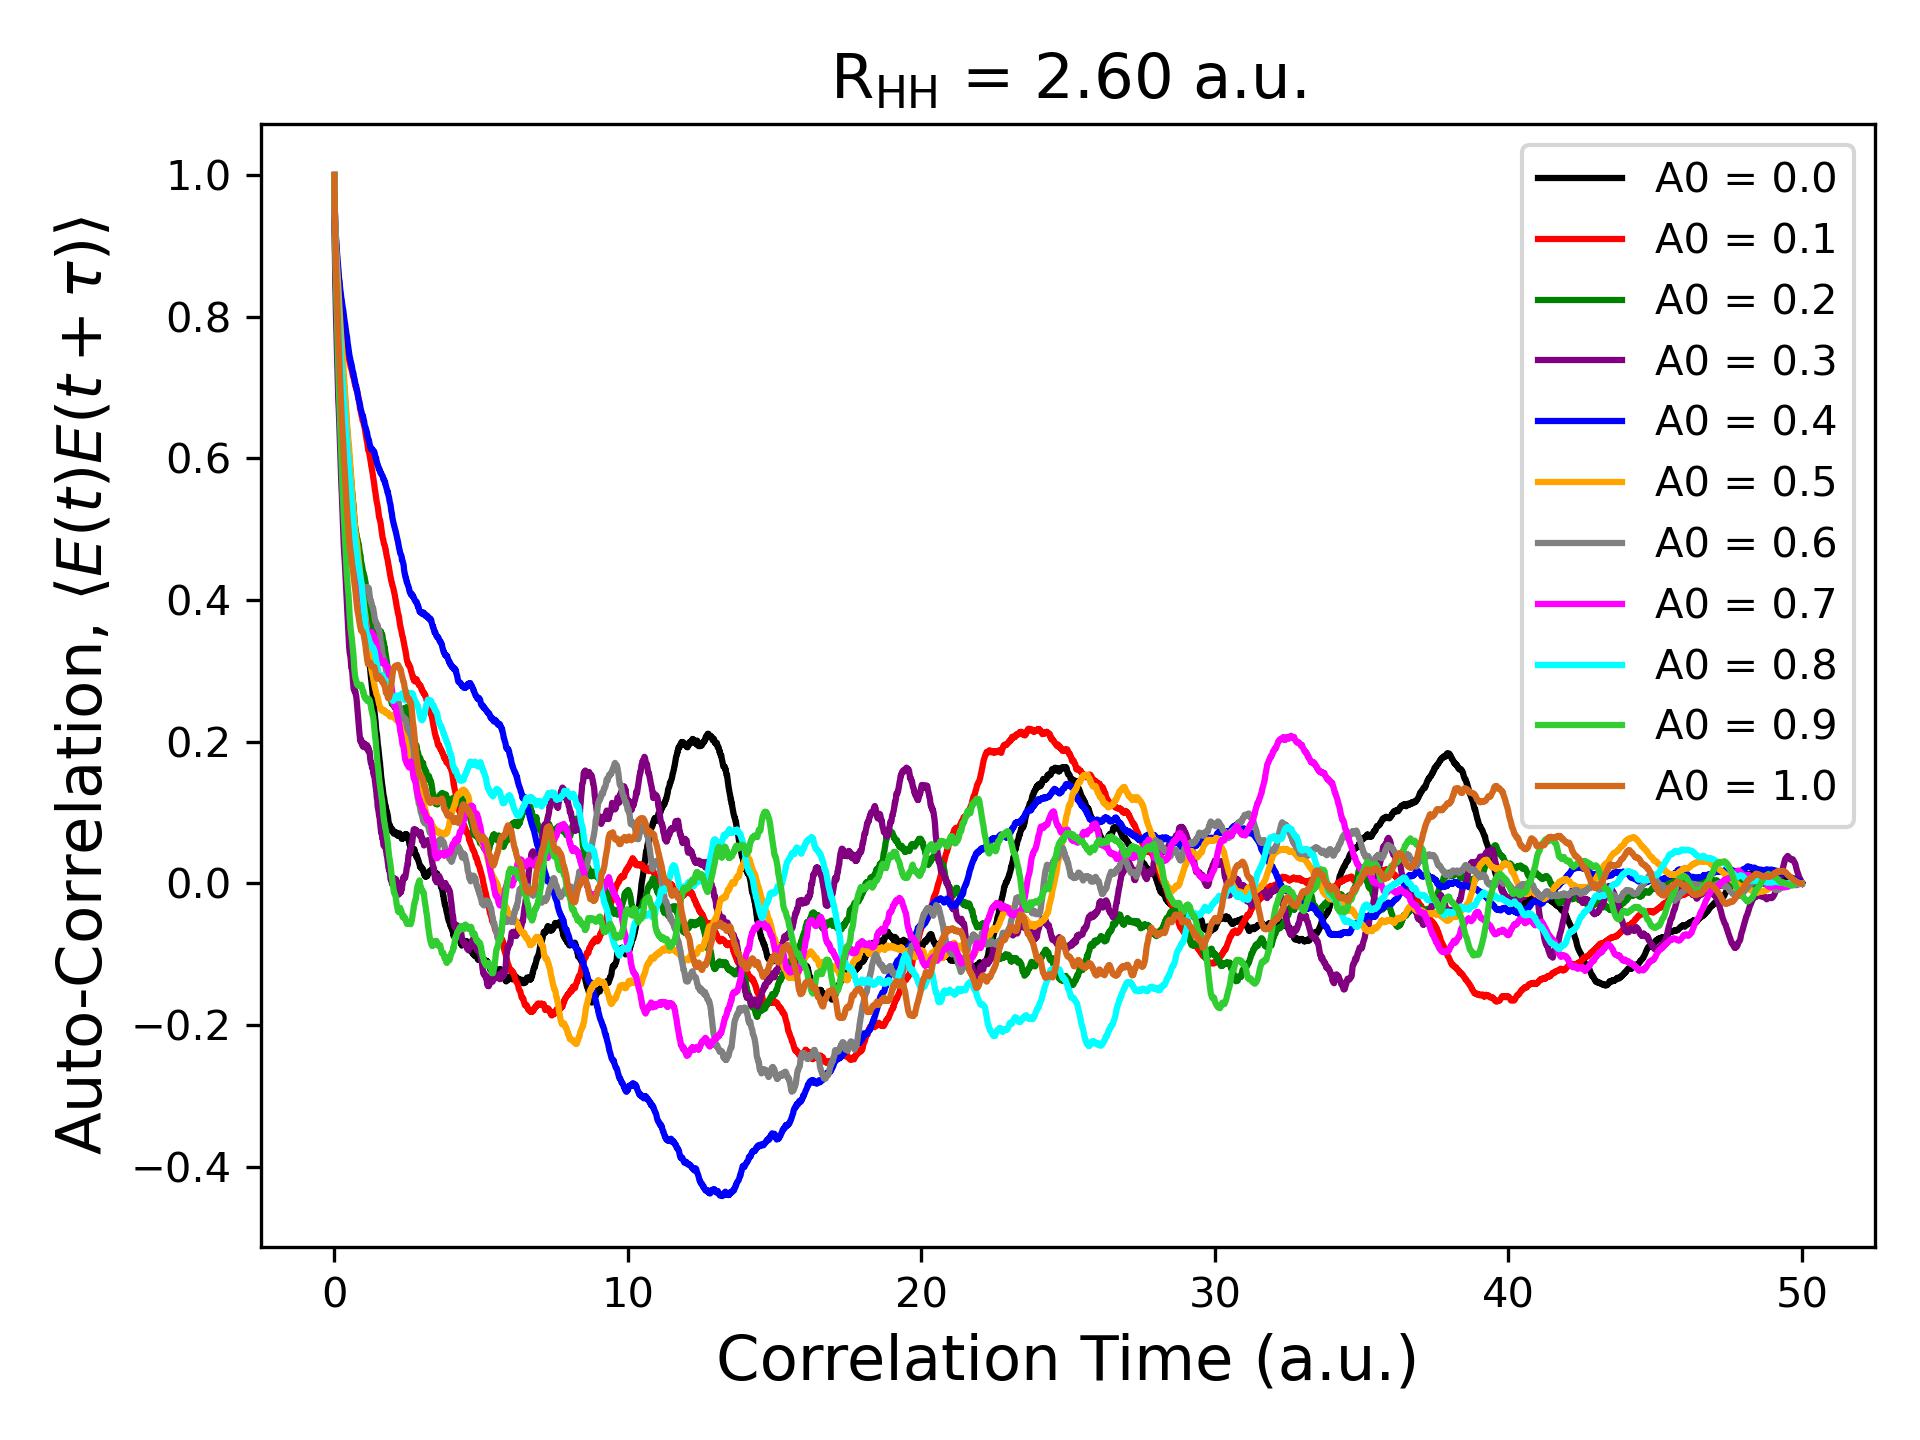 R_HH = 2.60 a.u.
Auto-Correlation, ⟨E(t)E(t + τ)⟩
1.0
0.8
0.6
0.4
0.2
0.0
−0.2
−0.4
A0 = 0.0
A0 = 0.1
A0 = 0.2
A0 = 0.3
A0 = 0.4
A0 = 0.5
A0 = 0.6
A0 = 0.7
A0 = 0.8
A0 = 0.9
A0 = 1.0
0 10 20 30 40 50
Correlation Time (a.u.)